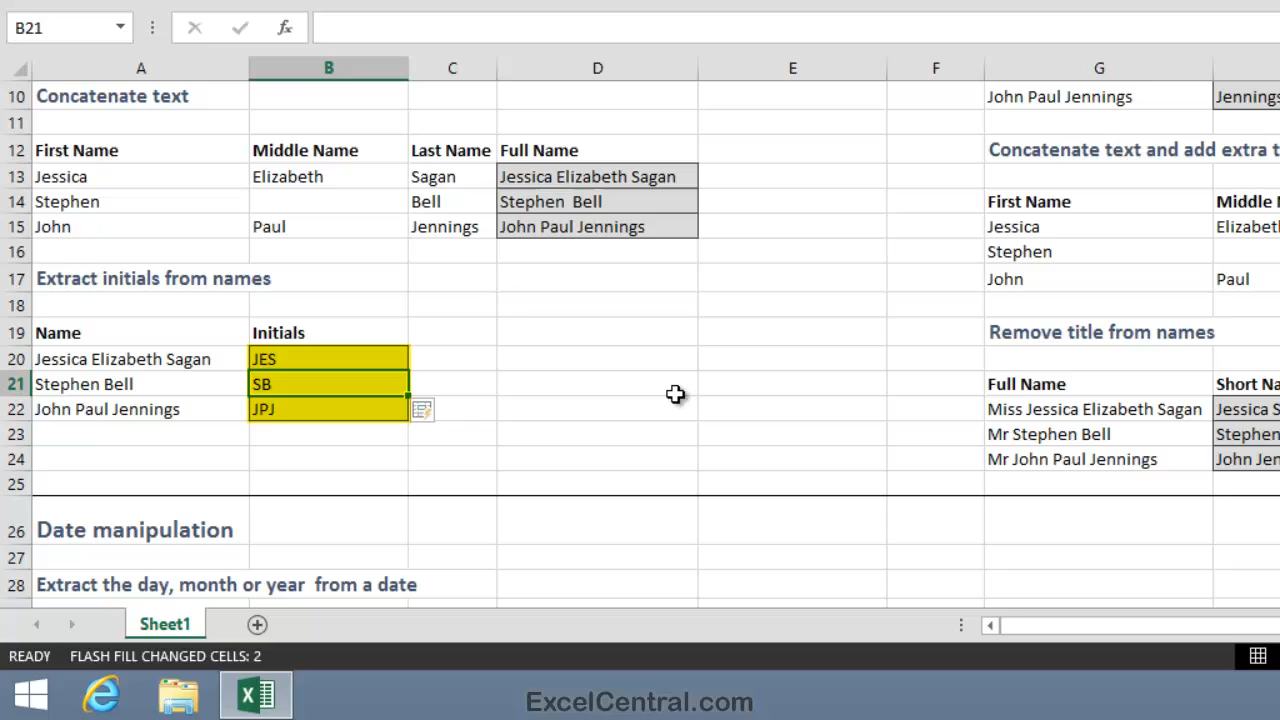 B21
fx
A B C D E F G
10 Concatenate text John Paul Jennings Jennings
11
12 First Name Middle Name Last Name Full Name Concatenate text and add extra t
13 Jessica Elizabeth Sagan Jessica Elizabeth Sagan
14 Stephen Bell Stephen  Bell First Name Middle N
15 John Paul Jennings John Paul Jennings Jessica Elizabet
16 Stephen
17 Extract initials from names John Paul
18
19 Name Initials Remove title from names
20 Jessica Elizabeth Sagan JES
21 Stephen Bell SB Full Name Short Na
22 John Paul Jennings JPJ Miss Jessica Elizabeth Sagan Jessica S
23 Mr Stephen Bell Stephen
24 Mr John Paul Jennings John Jen
25
26 Date manipulation
27
28 Extract the day, month or year  from a date
Sheet1
READY FLASH FILL CHANGED CELLS: 2
ExcelCentral.com